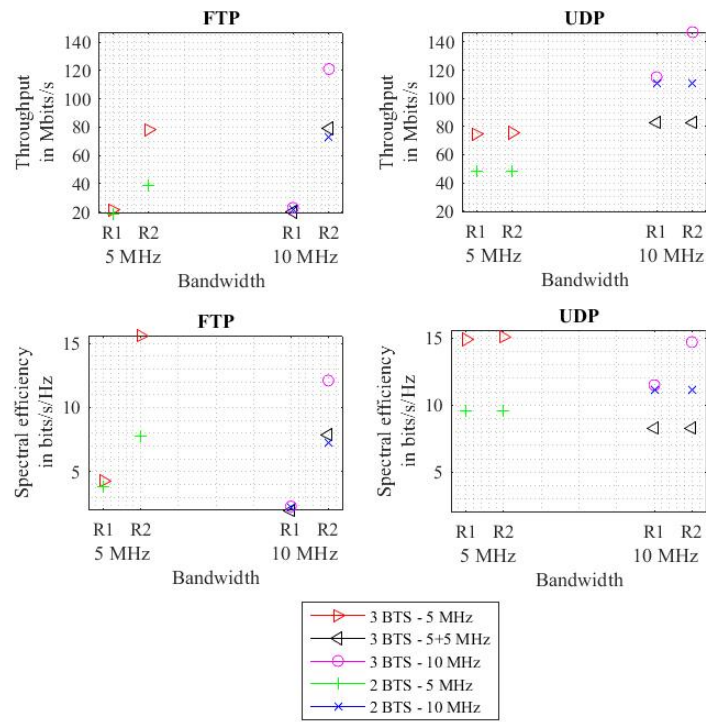 FTP
140
120
100
80
60
40
20
Throughput
in Mbits/s
R1 R2 R1 R2
5 MHz 10 MHz
Bandwidth
UDP
140
120
100
80
60
40
20
Throughput
in Mbits/s
R1 R2 R1 R2
5 MHz 10 MHz
Bandwidth
FTP
15
10
5
Spectral efficiency
in bits/s/Hz
R1 R2 R1 R2
5 MHz 10 MHz
Bandwidth
UDP
15
10
5
Spectral efficiency
in bits/s/Hz
R1 R2 R1 R2
5 MHz 10 MHz
Bandwidth
3 BTS - 5 MHz
3 BTS - 5+5 MHz
3 BTS - 10 MHz
2 BTS - 5 MHz
2 BTS - 10 MHz